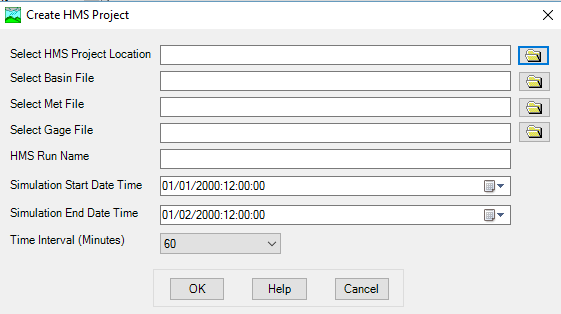 Create HMS Project
Select HMS Project Location
Select Basin File
Select Met File
Select Gage File
HMS Run Name
Simulation Start Date Time 01/01/2000:12:00:00
Simulation End Date Time 01/02/2000:12:00:00
Time Interval (Minutes) 60
OK Help Cancel